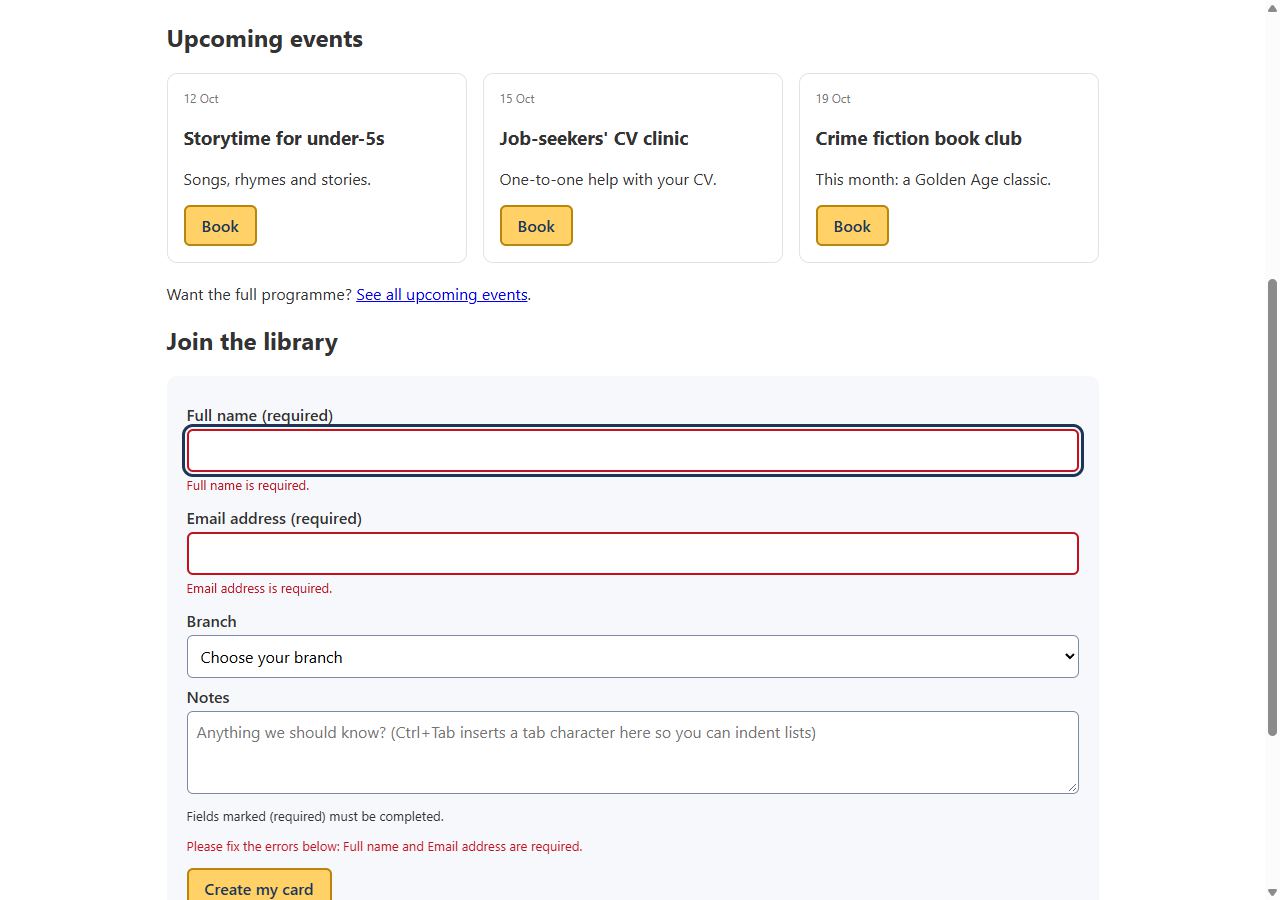 Upcoming events
12 Oct
Storytime for under-5s
Songs, rhymes and stories.
Book
15 Oct
Job-seekers' CV clinic
One-to-one help with your CV.
Book
19 Oct
Crime fiction book club
This month: a Golden Age classic.
Book
Want the full programme? See all upcoming events.
Join the library
Full name (required)
Full name is required.
Email address (required)
Email address is required.
Branch
Choose your branch
Notes
Anything we should know? (Ctrl+Tab inserts a tab character here so you can indent lists)
Fields marked (required) must be completed.
Please fix the errors below: Full name and Email address are required.
Create my card